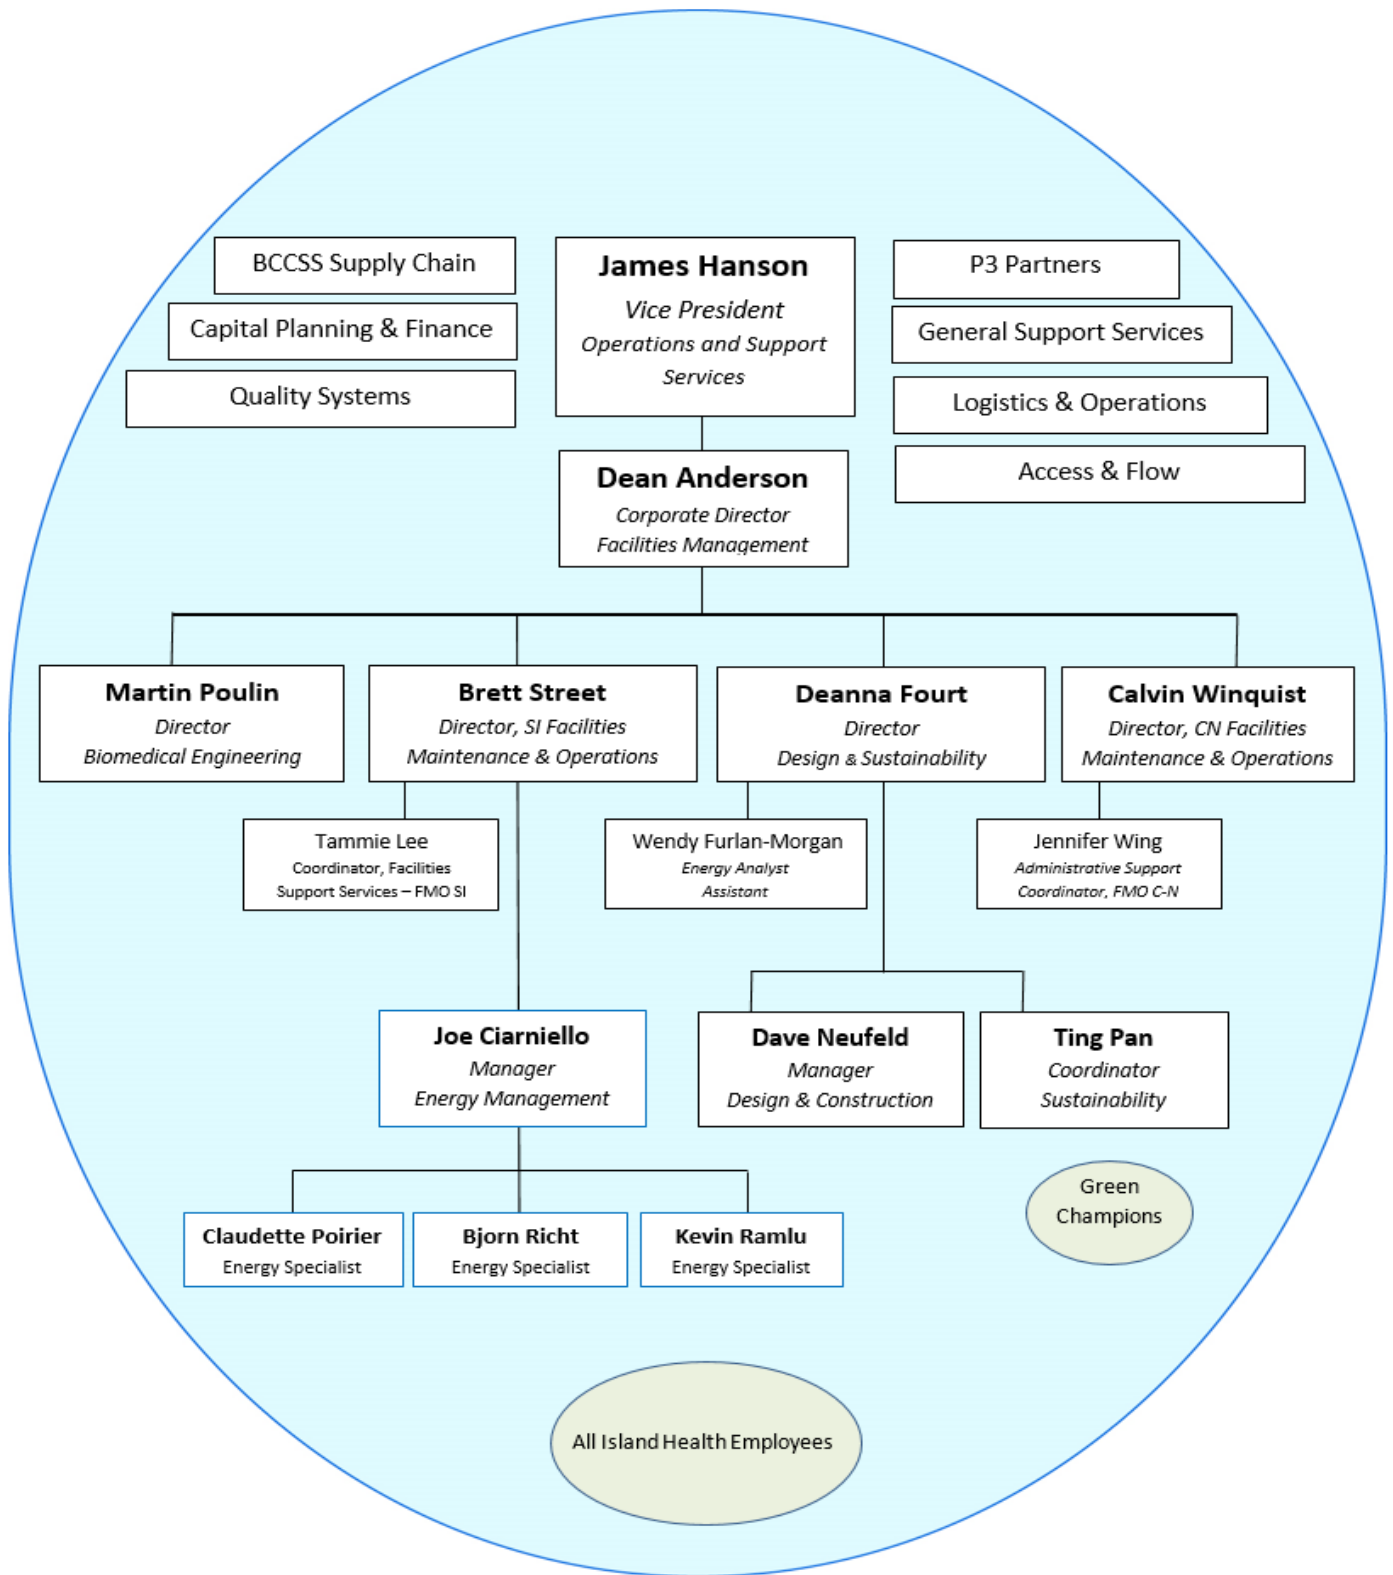 BCCSS Supply Chain
Capital Planning & Finance
Quality Systems
James Hanson
Vice President
Operations and Support
Services
P3 Partners
General Support Services
Logistics & Operations
Access & Flow
Dean Anderson
Corporate Director
Facilities Management
Martin Poulin
Director
Biomedical Engineering
Brett Street
Director, SI Facilities
Maintenance & Operations
Deanna Fourt
Director
Design & Sustainability
Calvin Winquist
Director, CN Facilities
Maintenance & Operations
Tammie Lee
Coordinator, Facilities
Support Services – FMO SI
Wendy Furlan-Morgan
Energy Analyst
Assistant
Jennifer Wing
Administrative Support
Coordinator, FMO C-N
Joe Ciarniello
Manager
Energy Management
Dave Neufeld
Manager
Design & Construction
Ting Pan
Coordinator
Sustainability
Green
Champions
Claudette Poirier
Energy Specialist
Bjorn Richt
Energy Specialist
Kevin Ramlu
Energy Specialist
All Island Health Employees